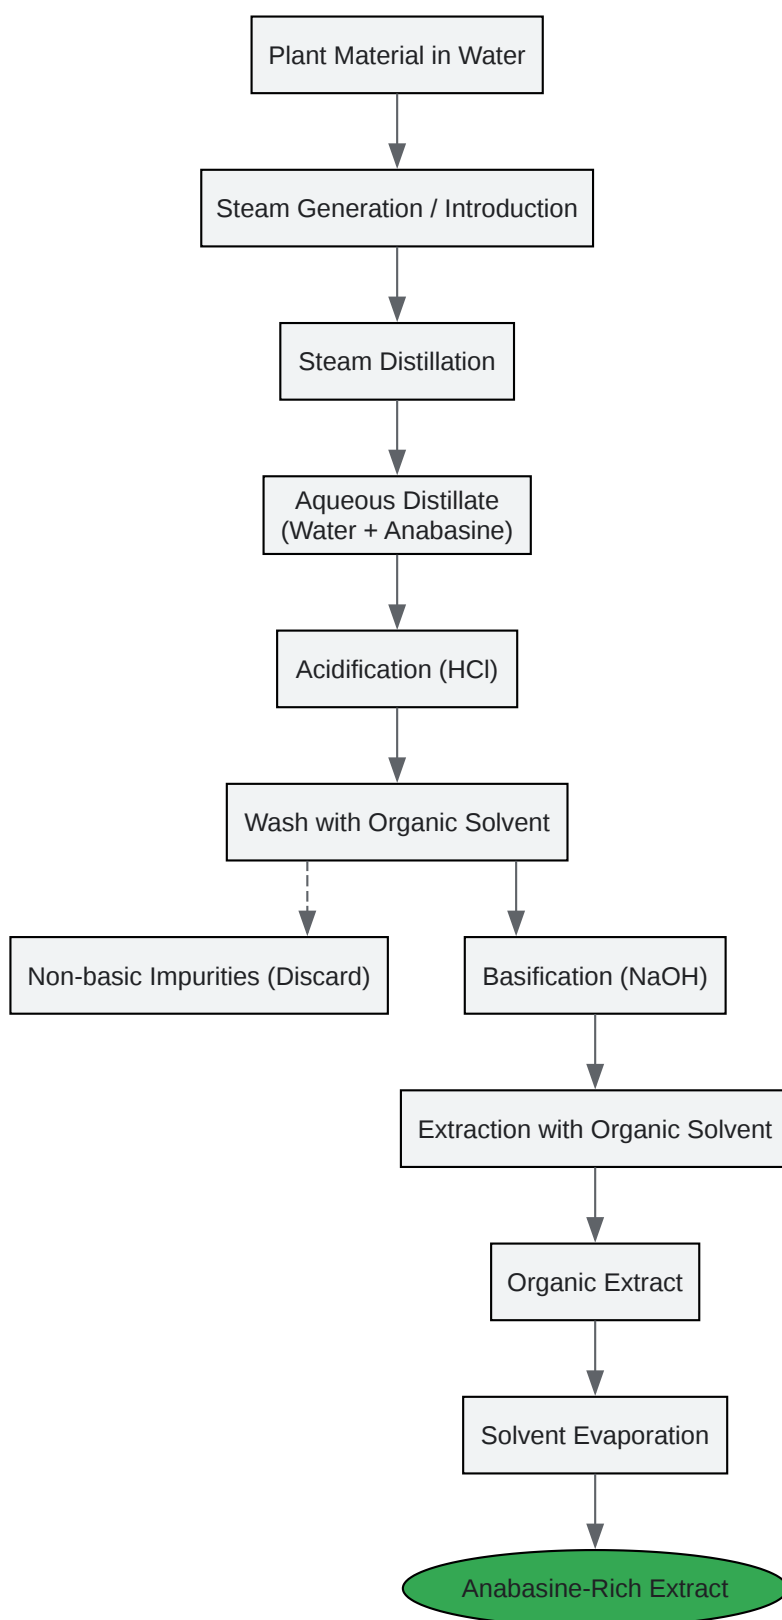 Plant Material in Water
Steam Generation / Introduction
Steam Distillation
Aqueous Distillate
(Water + Anabasine)
Acidification (HCl)
Wash with Organic Solvent
Non-basic Impurities (Discard)
Basification (NaOH)
Extraction with Organic Solvent
Organic Extract
Solvent Evaporation
Anabasine-Rich Extract